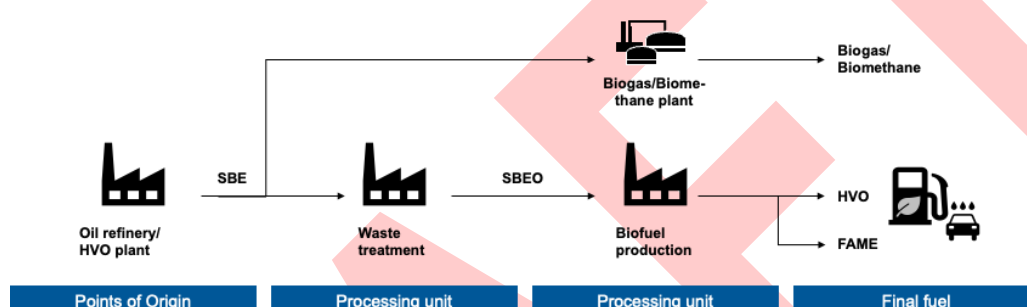 Biogas/
Biomethane
Biogas/Biome-
thane plant
SBE
SBEO
HVO
Oil refinery/
HVO plant
Waste
treatment
Biofuel
production
FAME
Points of Origin
Processing unit
Processing unit
Final fuel